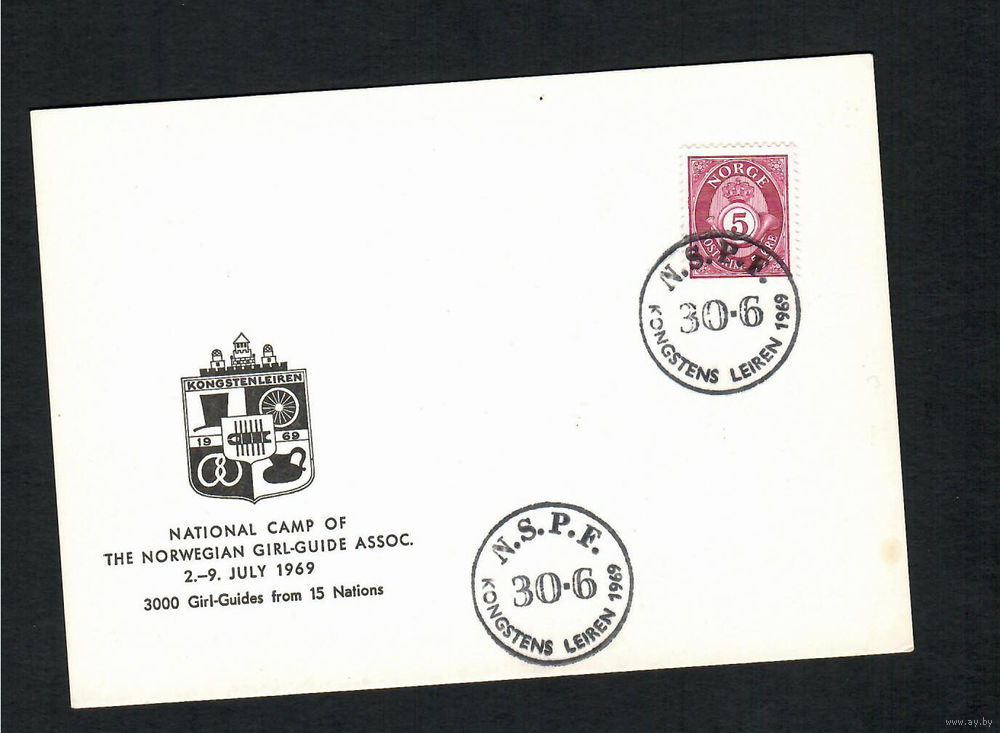 NORGE
5
N.S.P.F.
30·6
KONGSTENS LEIREN 1969
KONGSTENLEIREN
19 69
NATIONAL CAMP OF
THE NORWEGIAN GIRL-GUIDE ASSOC.
2.–9. JULY 1969
3000 Girl-Guides from 15 Nations
N.S.P.F.
30·6
KONGSTENS LEIREN 1969
www.ay.by